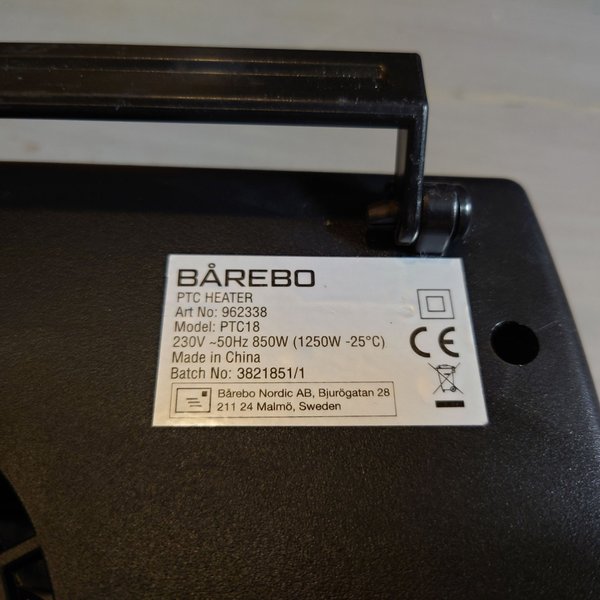 BÅREBO
PTC HEATER
Art No: 962338
Model: PTC18
230V ~50Hz 850W (1250W -25°C)
Made in China
Batch No: 3821851/1
CE
Bårebo Nordic AB, Bjurögatan 28
211 24 Malmö, Sweden